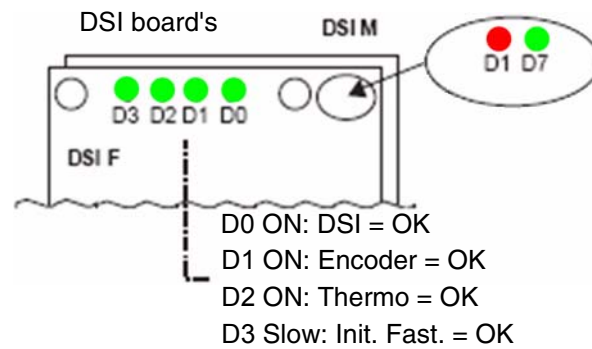 DSI board's
DSI M
D1 D7
D3 D2 D1 D0
DSI F
D0 ON: DSI = OK
D1 ON: Encoder = OK
D2 ON: Thermo = OK
D3 Slow: Init. Fast. = OK